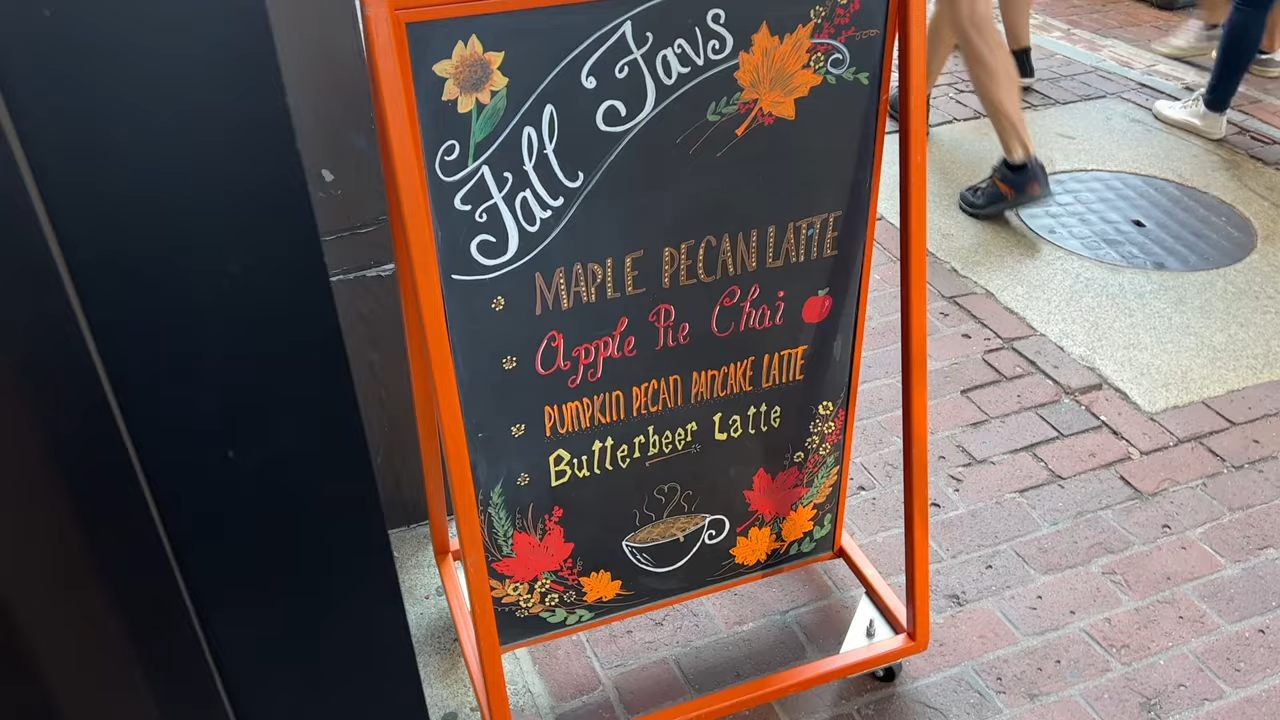 Fall Favs
MAPLE PECAN LATTE
Apple Pie Chai
PUMPKIN PECAN PANCAKE LATTE
Butterbeer Latte